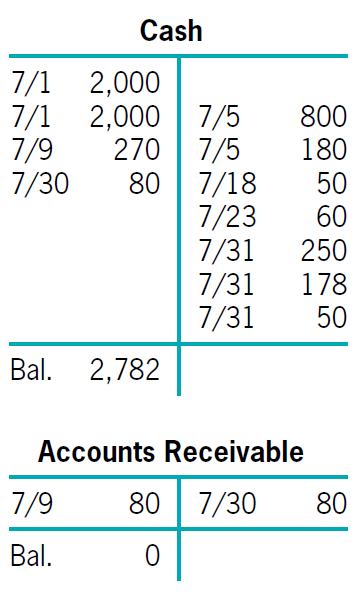 Cash
7/1 2,000
7/1 2,000 7/5 800
7/9 270 7/5 180
7/30 80 7/18 50
7/23 60
7/31 250
7/31 178
7/31 50
Bal. 2,782
Accounts Receivable
7/9 80 7/30 80
Bal. 0